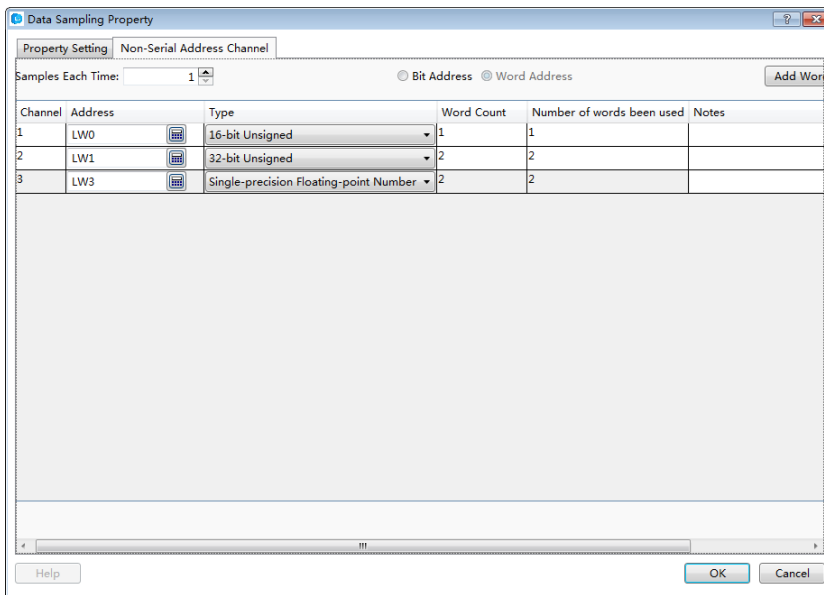 Data Sampling Property
Property Setting Non-Serial Address Channel
Samples Each Time: 1 Bit Address Word Address Add Word
Channel Address Type Word Count Number of words been used Notes
1 LW0 16-bit Unsigned 1 1
2 LW1 32-bit Unsigned 2 2
3 LW3 Single-precision Floating-point Number 2 2
Help OK Cancel